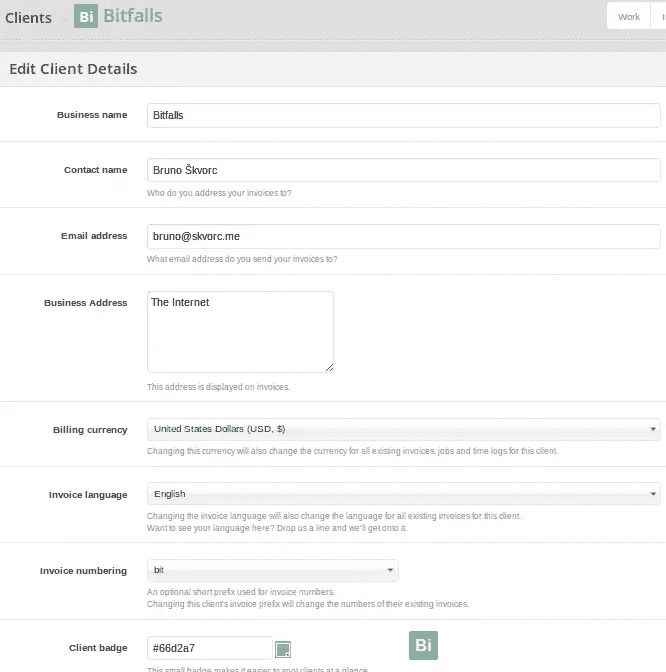 Clients
Bi Bitfalls
Work
Edit Client Details
Business name
Bitfalls
Contact name
Bruno Škvorc
Who do you address your invoices to?
Email address
bruno@skvorc.me
What email address do you send your invoices to?
Business Address
The Internet
This address is displayed on invoices.
Billing currency
United States Dollars (USD, $)
Changing this currency will also change the currency for all existing invoices, jobs and time logs for this client.
Invoice language
English
Changing the invoice language will also change the language for all existing invoices for this client.
Want to see your language here? Drop us a line and we'll get onto it.
Invoice numbering
bit
An optional short prefix used for invoice numbers.
Changing this client's invoice prefix will change the numbers of their existing invoices.
Client badge
#66d2a7
Bi
This small badge makes it easier to spot clients at a glance.